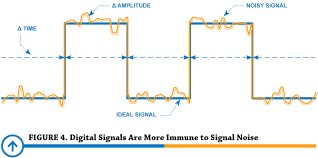 Δ AMPLITUDE
NOISY SIGNAL
Δ TIME
IDEAL SIGNAL
FIGURE 4. Digital Signals Are More Immune to Signal Noise